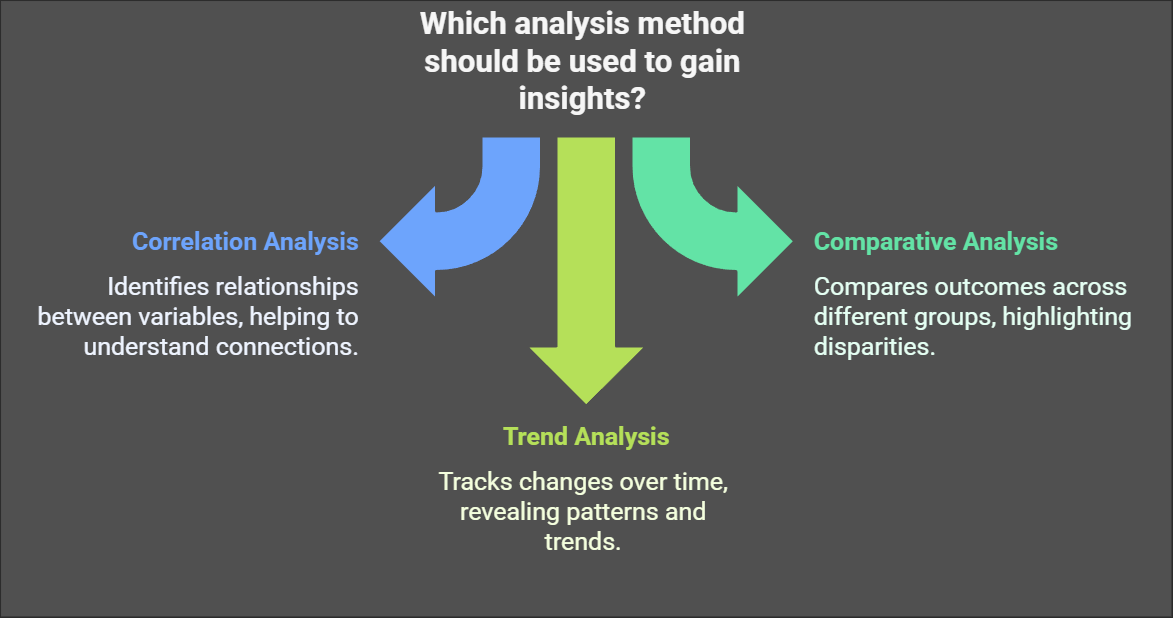 Which analysis method
should be used to gain
insights?
Correlation Analysis
Identifies relationships
between variables, helping to
understand connections.
Comparative Analysis
Compares outcomes across
different groups, highlighting
disparities.
Trend Analysis
Tracks changes over time,
revealing patterns and
trends.